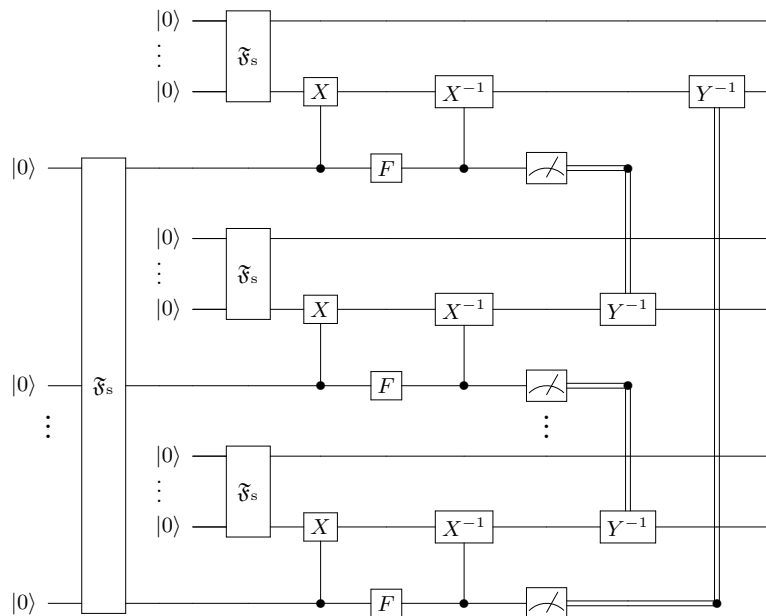 |0⟩
⋮ 𝔉ₛ
|0⟩ X X⁻¹ Y⁻¹
|0⟩ F
|0⟩
⋮ 𝔉ₛ
|0⟩ X X⁻¹ Y⁻¹
|0⟩ 𝔉ₛ F
⋮ ⋮
|0⟩
⋮ 𝔉ₛ
|0⟩ X X⁻¹ Y⁻¹
|0⟩ F